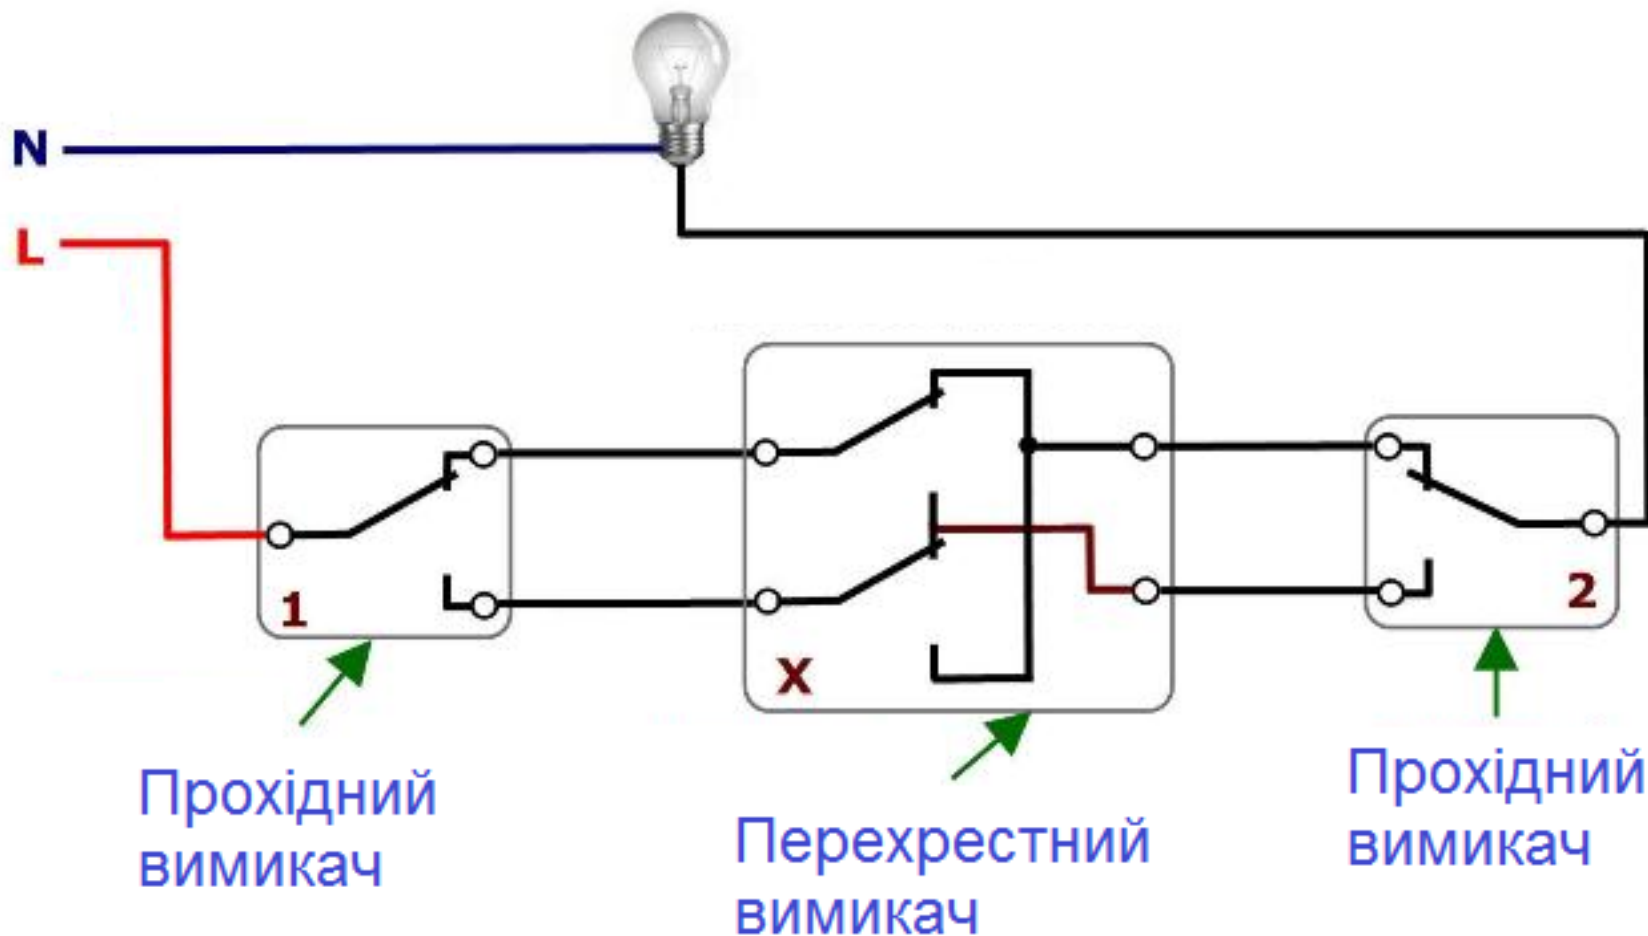 N
L
1
X
2
Прохідний
вимикач
Перехрестний
вимикач
Прохідний
вимикач